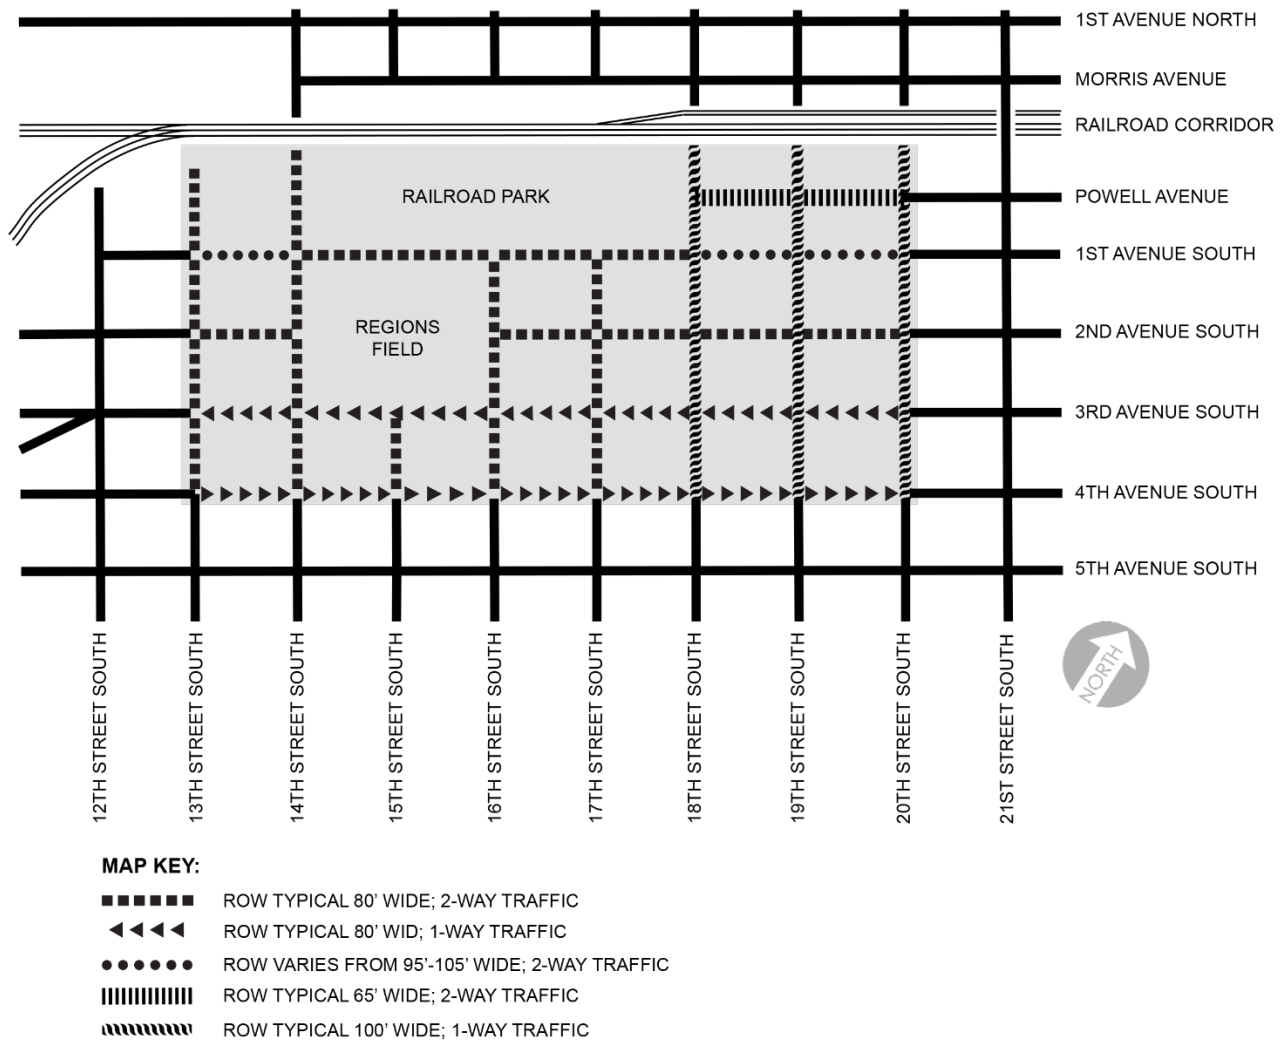 1ST AVENUE NORTH
MORRIS AVENUE
RAILROAD CORRIDOR
RAILROAD PARK
POWELL AVENUE
1ST AVENUE SOUTH
REGIONS
FIELD
2ND AVENUE SOUTH
3RD AVENUE SOUTH
4TH AVENUE SOUTH
5TH AVENUE SOUTH
NORTH
12TH STREET SOUTH
13TH STREET SOUTH
14TH STREET SOUTH
15TH STREET SOUTH
16TH STREET SOUTH
17TH STREET SOUTH
18TH STREET SOUTH
19TH STREET SOUTH
20TH STREET SOUTH
21ST STREET SOUTH
MAP KEY:
ROW TYPICAL 80' WIDE; 2-WAY TRAFFIC
ROW TYPICAL 80' WID; 1-WAY TRAFFIC
ROW VARIES FROM 95'-105' WIDE; 2-WAY TRAFFIC
ROW TYPICAL 65' WIDE; 2-WAY TRAFFIC
ROW TYPICAL 100' WIDE; 1-WAY TRAFFIC